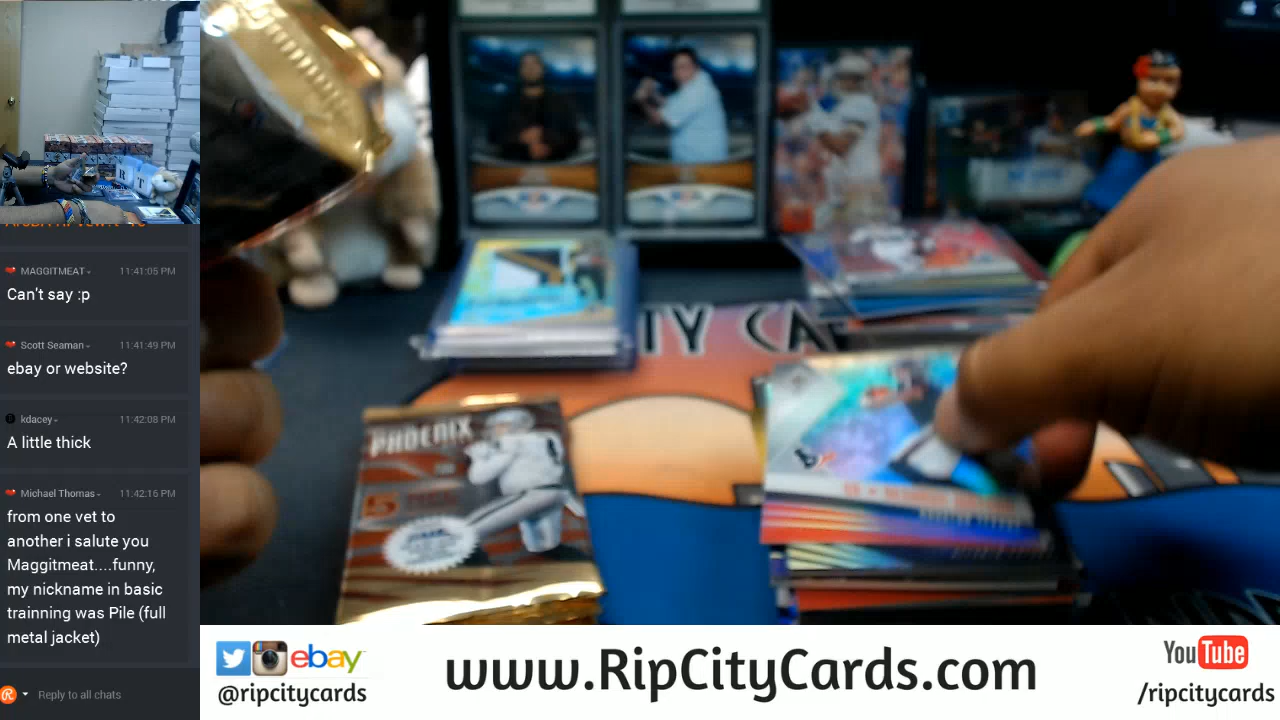 MAGGITMEAT 11:41:05 PM
Can't say :p
Scott Seaman 11:41:49 PM
ebay or website?
kdacey 11:42:08 PM
A little thick
Michael Thomas 11:42:16 PM
from one vet to
another i salute you
Maggitmeat....funny,
my nickname in basic
trainning was Pile (full
metal jacket)
Reply to all chats
ITY CA
PHOENIX
5
ebay
@ripcitycards
www.RipCityCards.com
YouTube
/ripcitycards